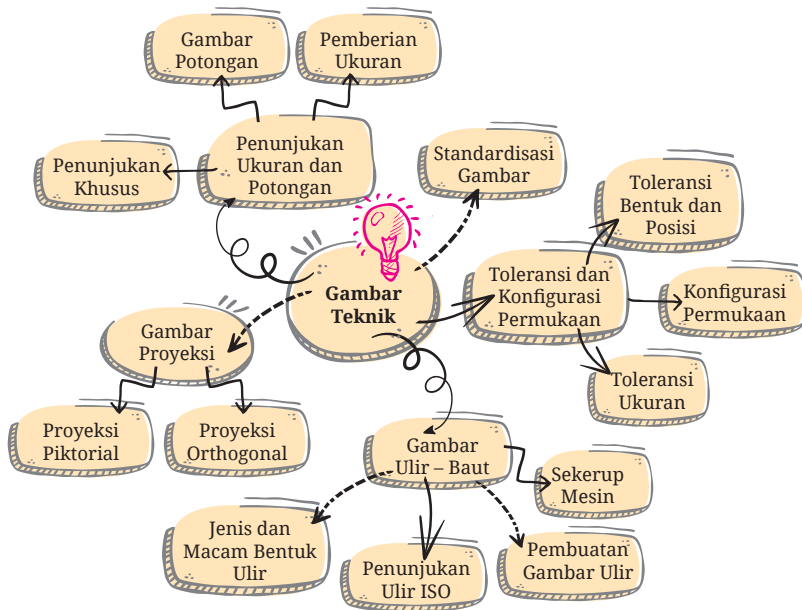 Gambar
Potongan
Pemberian
Ukuran
Penunjukan
Ukuran dan
Potongan
Penunjukan
Khusus
Standardisasi
Gambar
Toleransi
Bentuk dan
Posisi
Toleransi dan
Konfigurasi
Permukaan
Konfigurasi
Permukaan
Toleransi
Ukuran
Gambar
Teknik
Gambar
Proyeksi
Proyeksi
Piktorial
Proyeksi
Orthogonal
Gambar
Ulir – Baut
Sekerup
Mesin
Jenis dan
Macam Bentuk
Ulir
Penunjukan
Ulir ISO
Pembuatan
Gambar Ulir